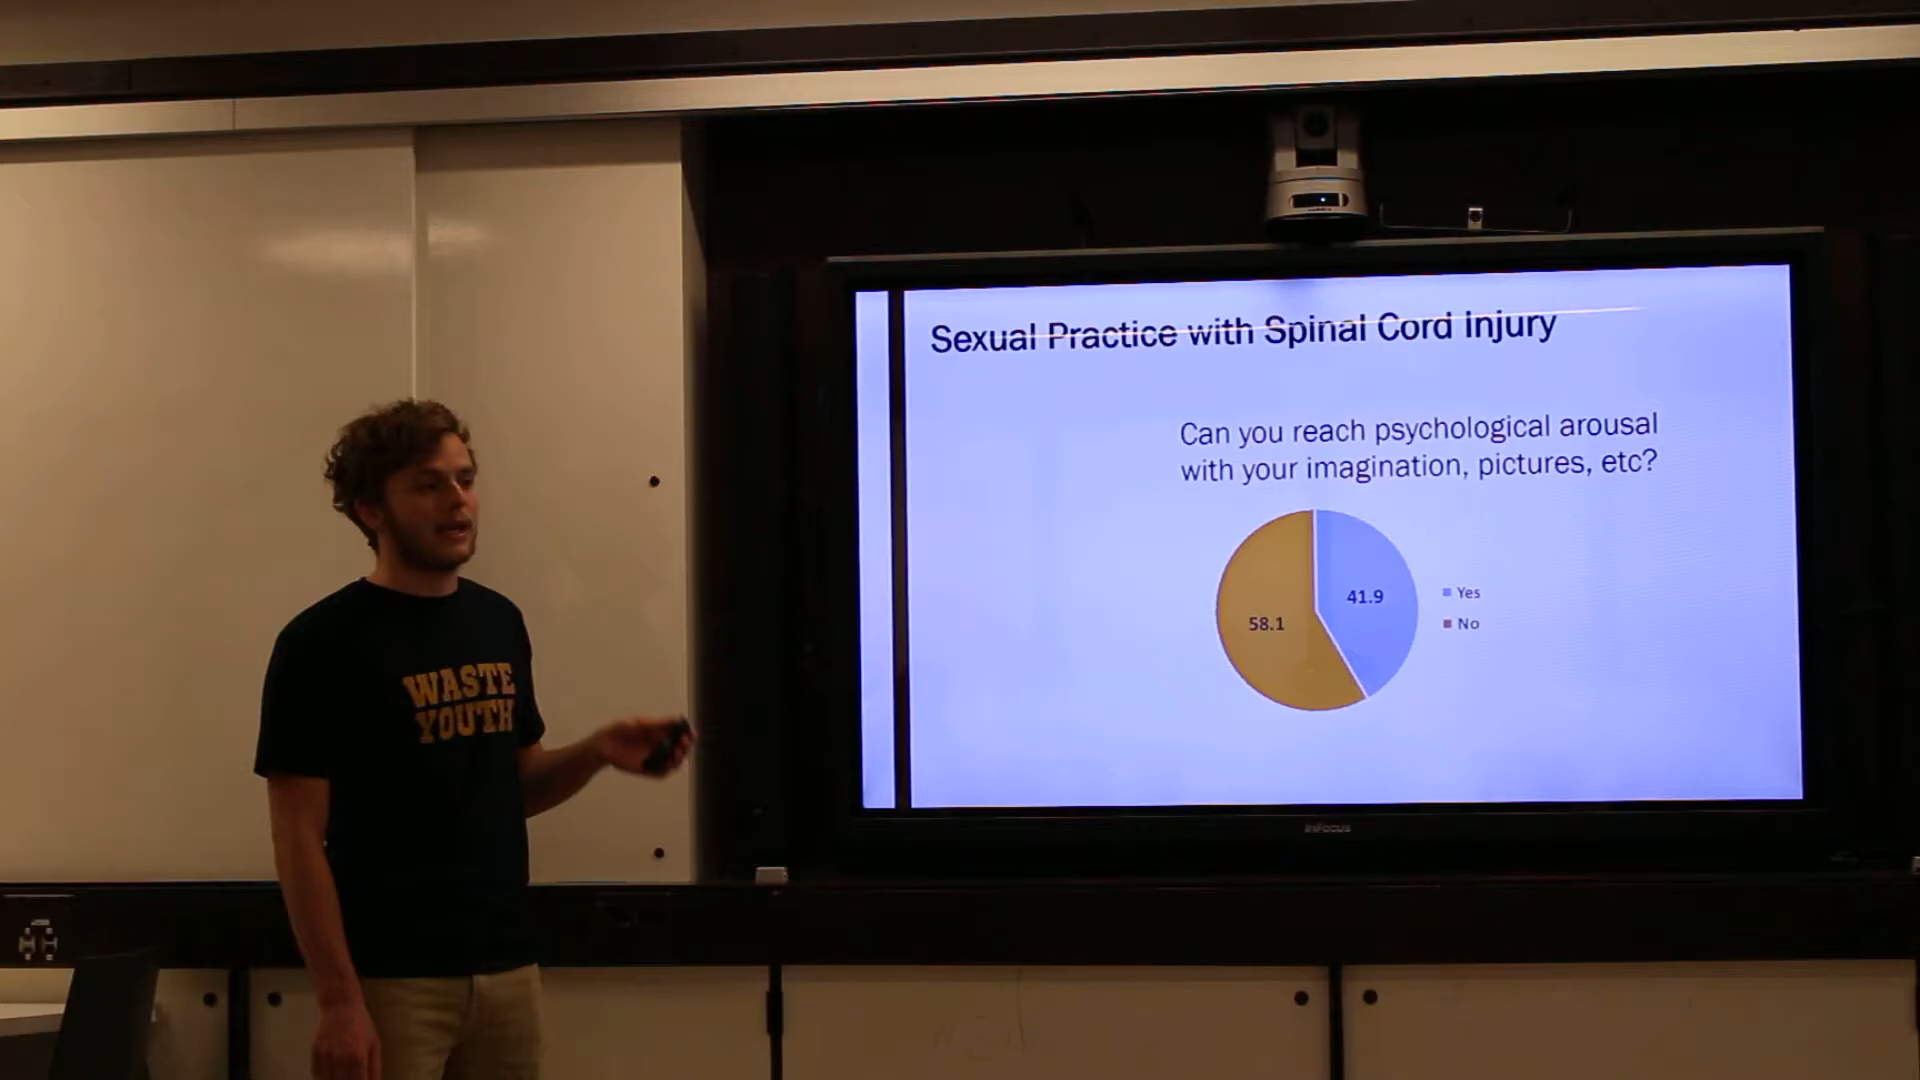 Sexual Practice with Spinal Cord Injury
Can you reach psychological arousal
with your imagination, pictures, etc?
41.9
58.1
Yes
No
WASTE
YOUTH
InFocus